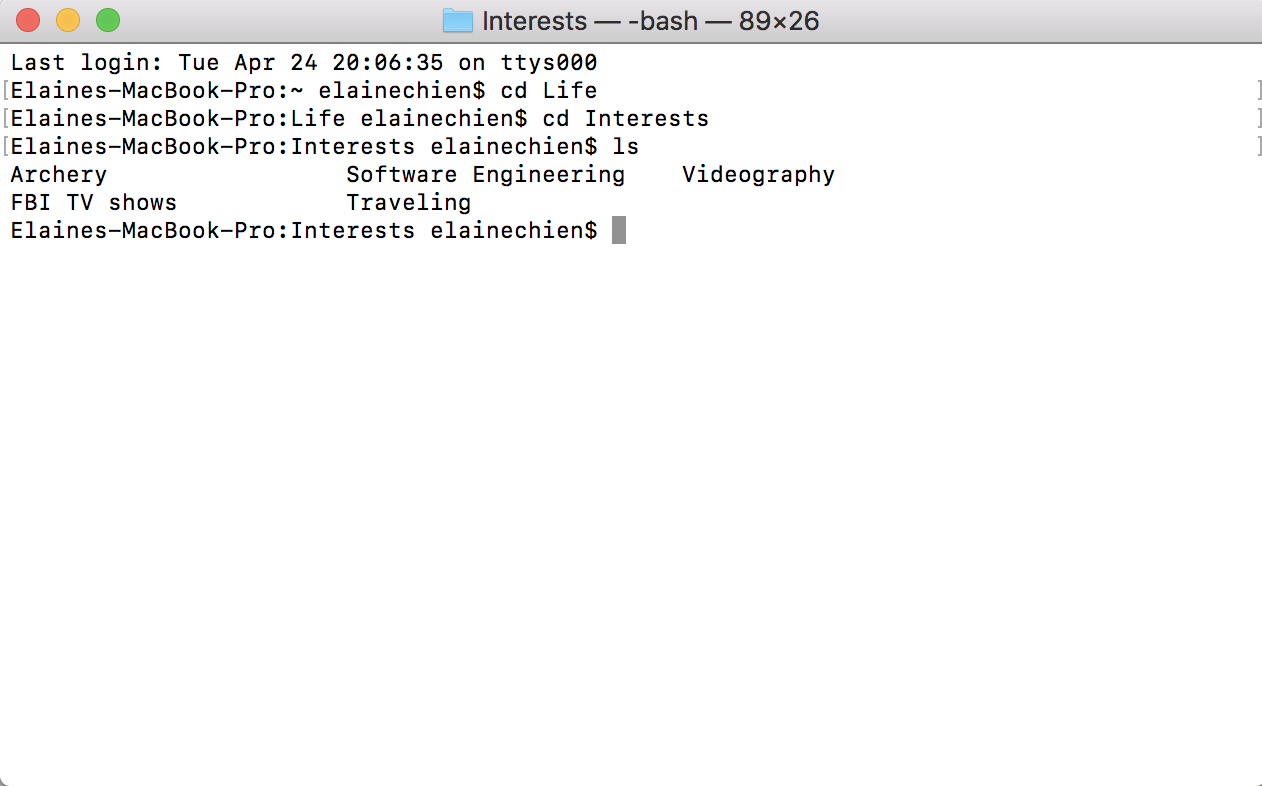 Interests — -bash — 89×26
Last login: Tue Apr 24 20:06:35 on ttys000
[Elaines-MacBook-Pro:~ elainechien$ cd Life ]
[Elaines-MacBook-Pro:Life elainechien$ cd Interests ]
[Elaines-MacBook-Pro:Interests elainechien$ ls ]
Archery Software Engineering Videography
FBI TV shows Traveling
Elaines-MacBook-Pro:Interests elainechien$